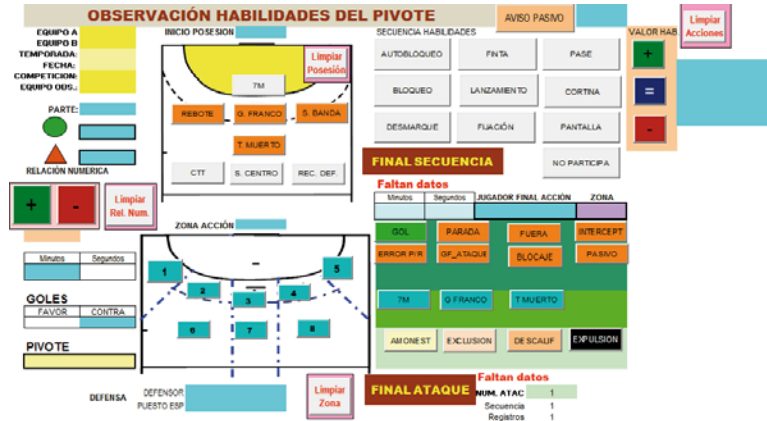 OBSERVACIÓN HABILIDADES DEL PIVOTE
AVISO PASIVO
Limpiar Acciones
EQUIPO A
EQUIPO B
TEMPORADA:
FECHA:
COMPETICION:
EQUIPO OBS.:
PARTE:
RELACIÓN NUMERICA
+
-
Limpiar Rel. Num.
Minutos Segundos
GOLES
FAVOR CONTRA
PIVOTE
DEFENSA
INICIO POSESION
Limpiar Posesión
7M
REBOTE G. FRANCO S. BANDA
T. MUERTO
CTT S. CENTRO REC. DEF.
ZONA ACCIÓN
1
2
3
4
5
6 7 8
DEFENSOR
PUESTO ESP
Limpiar Zona
SECUENCIA HABILIDADES
VALOR HAB
AUTOBLOQUEO FINTA PASE
+
BLOQUEO LANZAMIENTO CORTINA
=
DESMARQUE FIJACIÓN PANTALLA
-
FINAL SECUENCIA
NO PARTICIPA
Faltan datos
Minutos Segundos JUGADOR FINAL ACCIÓN ZONA
GOL PARADA FUERA INTERCEPT
ERROR P/R GF_ATAQUE BLOCAJE PASIVO
7M G FRANCO T MUERTO
AMONEST EXCLUSION DESCALIF EXPULSION
FINAL ATAQUE
Faltan datos
NUM. ATAC 1
Secuencia 1
Registros 1